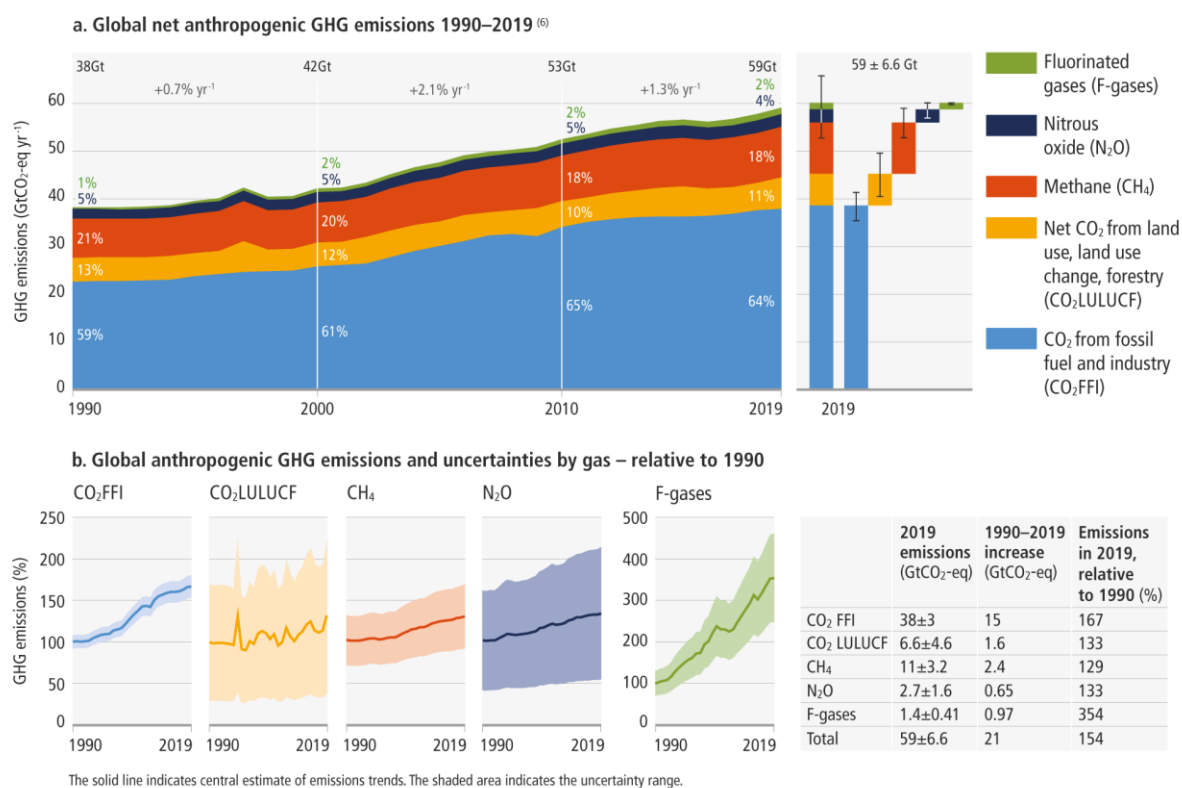 a. Global net anthropogenic GHG emissions 1990–2019 (6)
38Gt 42Gt 53Gt 59Gt
+0.7% yr-1 +2.1% yr-1 +1.3% yr-1
GHG emissions (GtCO2-eq yr-1)
60
50
40
30
20
10
0
1%
5%
21%
13%
59%
2%
5%
20%
12%
61%
2%
5%
18%
10%
65%
2%
4%
18%
11%
64%
1990 2000 2010 2019
59 ± 6.6 Gt
2019
Fluorinated
gases (F-gases)
Nitrous
oxide (N2O)
Methane (CH4)
Net CO2 from land
use, land use
change, forestry
(CO2LULUCF)
CO2 from fossil
fuel and industry
(CO2FFI)
b. Global anthropogenic GHG emissions and uncertainties by gas – relative to 1990
CO2FFI CO2LULUCF CH4 N2O F-gases
GHG emissions (%)
250
200
150
100
50
0
500
400
300
200
100
0
1990 2019 1990 2019 1990 2019 1990 2019 1990 2019
2019 emissions (GtCO2-eq)
1990–2019 increase (GtCO2-eq)
Emissions in 2019, relative to 1990 (%)
CO2 FFI 38±3 15 167
CO2 LULUCF 6.6±4.6 1.6 133
CH4 11±3.2 2.4 129
N2O 2.7±1.6 0.65 133
F-gases 1.4±0.41 0.97 354
Total 59±6.6 21 154
The solid line indicates central estimate of emissions trends. The shaded area indicates the uncertainty range.